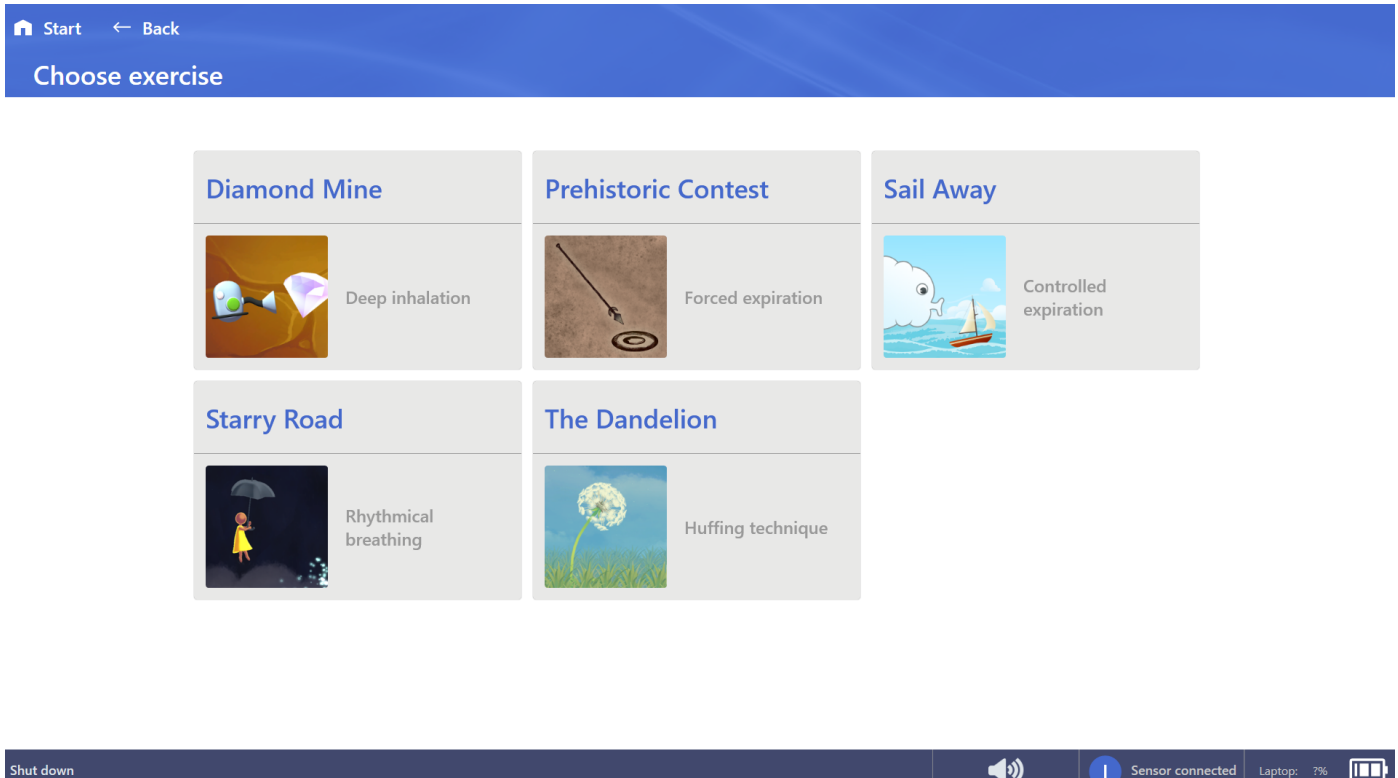 Start ← Back
Choose exercise
Diamond Mine
Deep inhalation
Prehistoric Contest
Forced expiration
Sail Away
Controlled
expiration
Starry Road
Rhythmical
breathing
The Dandelion
Huffing technique
Shut down
Sensor connected
Laptop: ?%